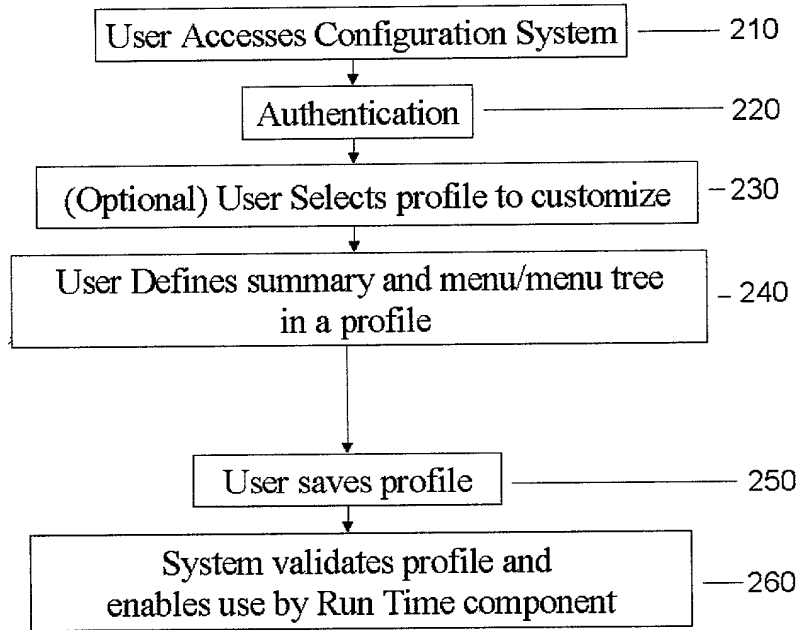 User Accesses Configuration System
210
Authentication
220
(Optional) User Selects profile to customize
230
User Defines summary and menu/menu tree
in a profile
240
User saves profile
250
System validates profile and
enables use by Run Time component
260